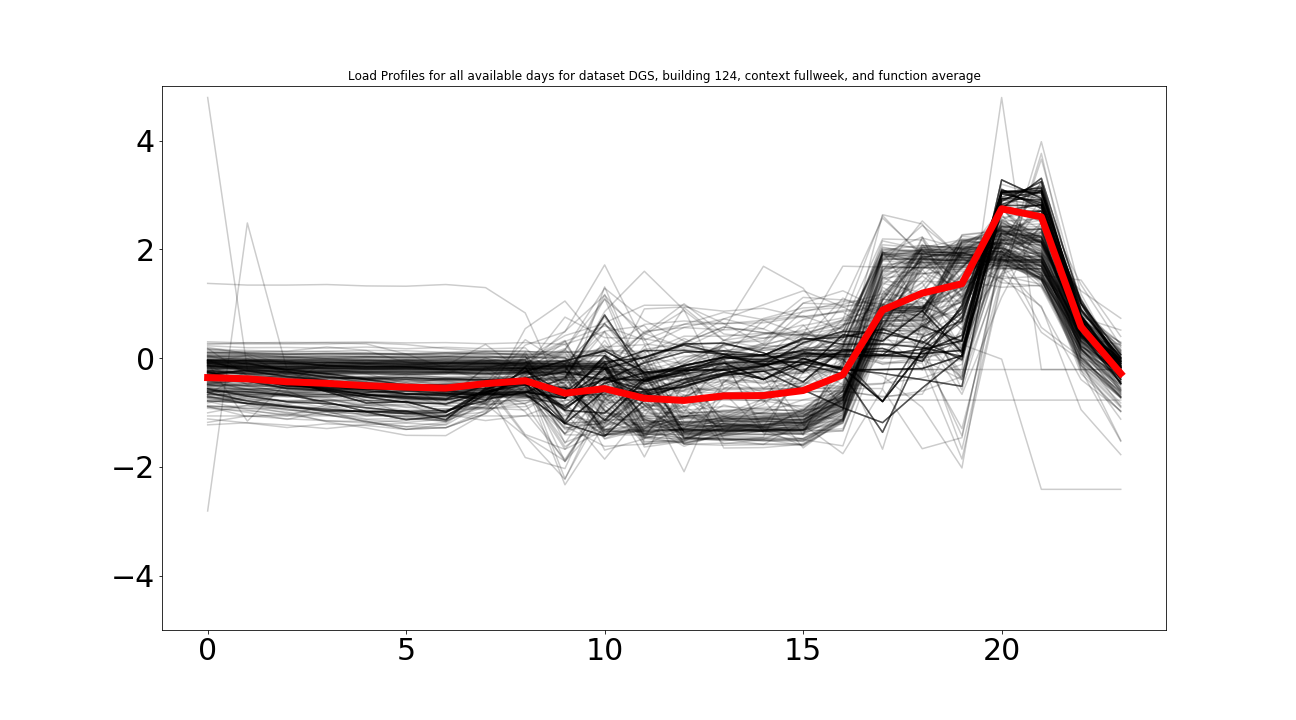 Load Profiles for all available days for dataset DGS, building 124, context fullweek, and function average
4
2
0
−2
−4
0 5 10 15 20